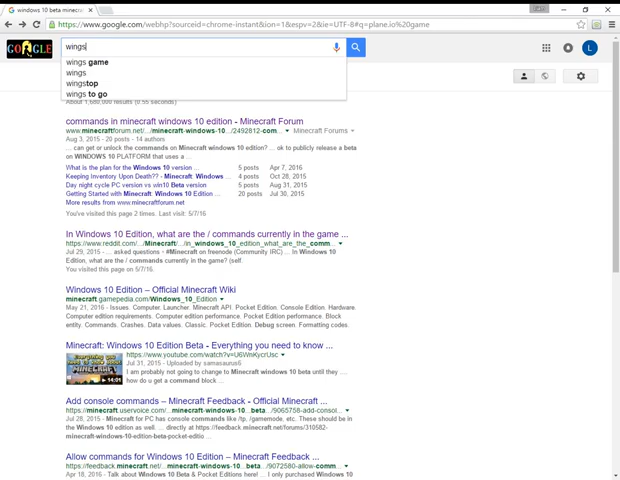 windows 10 beta minecraf
https://www.google.com/webhp?sourceid=chrome-instant&ion=1&espv=2&ie=UTF-8#q=plane.io%20game
GOOGLE
wings
L
wings game
wings
wingstop
wings to go
About 1,660,000 results (0.55 seconds)
commands in minecraft windows 10 edition - Minecraft Forum
www.minecraftforum.net/.../minecraft-windows-10.../2492812-com... Minecraft Forums
Aug 3, 2015 - 20 posts - 14 authors
... can get or unlock the commands on Minecraft windows 10 edition? ... ok to publicly release a beta
on WINDOWS 10 PLATFORM that uses a ...
What is the plan for the Windows 10 version ... 5 posts Apr 7, 2016
Keeping Inventory Upon Death?? - Minecraft: Windows ... 4 posts Oct 28, 2015
Day night cycle PC version vs win10 Beta version 5 posts Aug 31, 2015
Getting Started with Minecraft: Windows 10 Edition ... 20 posts Jul 30, 2015
More results from www.minecraftforum.net
You've visited this page 2 times. Last visit: 5/7/16
In Windows 10 Edition, what are the / commands currently in the game ...
https://www.reddit.com/.../Minecraft/.../in_windows_10_edition_what_are_the_comm...
Jul 29, 2015 - ... asked questions · #Minecraft on freenode (Community IRC) ... In Windows 10
Edition, what are the / commands currently in the game? (self.
You visited this page on 5/7/16.
Windows 10 Edition – Official Minecraft Wiki
minecraft.gamepedia.com/Windows_10_Edition
May 21, 2016 - Issues. Computer. Launcher. Minecraft API. Pocket Edition. Console Edition. Hardware.
Computer edition requirements. Computer edition performance. Pocket Edition performance. Block
entity. Commands. Crashes. Data values. Classic. Pocket Edition. Debug screen. Formatting codes.
Minecraft: Windows 10 Edition Beta - Everything you need to know ...
https://www.youtube.com/watch?v=U6WnKycrUsc
Jul 31, 2015 - Uploaded by samasaurus6
I am probably not going to change to Minecraft windows 10 beta until they ....
how do u get a command block ...
14:01
Add console commands – Minecraft Feedback - Official Minecraft ...
https://minecraft.uservoice.com/...minecraft-windows-10...beta.../9065758-add-consol...
Jul 28, 2015 - Minecraft for PC has console commands like /tp, /gamemode, etc. These should be in
the Windows 10 edition as well. ... directly at https://feedback.minecraft.net/forums/310582-
minecraft-windows-10-edition-beta-pocket-editio...
Allow commands for Windows 10 Edition – Minecraft Feedback - Official ...
https://feedback.minecraft.net/...minecraft-windows-10...beta.../9072580-allow-comm...
Apr 18, 2016 - Talk about Windows 10 Beta & Pocket Editions here! ... I only purchased Windows 10